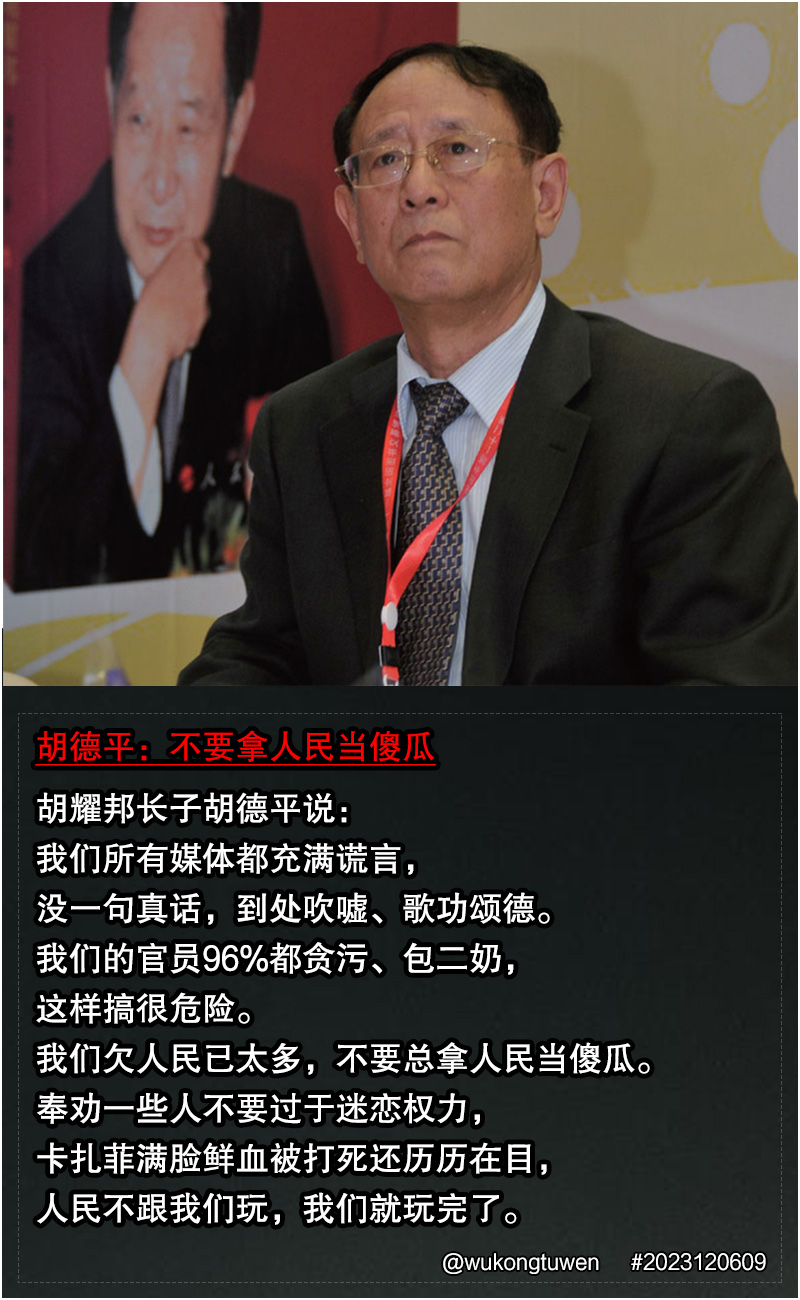 胡德平：不要拿人民当傻瓜
胡耀邦长子胡德平说：
我们所有媒体都充满谎言，
没一句真话，到处吹嘘、歌功颂德。
我们的官员96%都贪污、包二奶，
这样搞很危险。
我们欠人民已太多，不要总拿人民当傻瓜。
奉劝一些人不要过于迷恋权力，
卡扎菲满脸鲜血被打死还历历在目，
人民不跟我们玩，我们就玩完了。
@wukongtuwen #2023120609